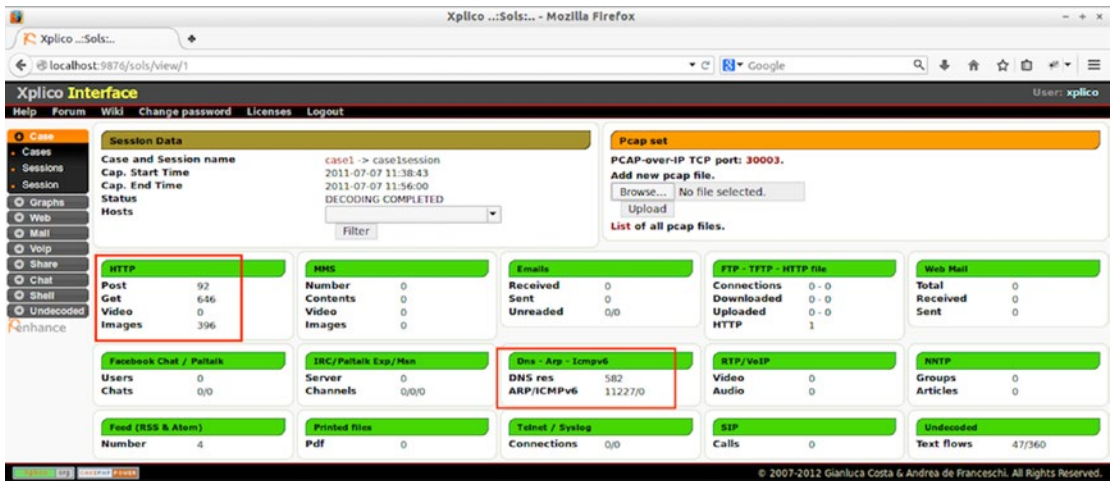 Xplico ..:Sols:.. - Mozilla Firefox
Xplico ..:Sols:..
localhost:9876/sols/view/1
Google
Xplico Interface
User: xplico
Help Forum Wiki Change password Licenses Logout
Case
Cases
Sessions
Session
Graphs
Web
Mail
Voip
Share
Chat
Shell
Undecoded
enhance
Session Data
Case and Session name case1 -> case1session
Cap. Start Time 2011-07-07 11:38:43
Cap. End Time 2011-07-07 11:56:00
Status DECODING COMPLETED
Hosts
Filter
Pcap set
PCAP-over-IP TCP port: 30003.
Add new pcap file.
Browse... No file selected.
Upload
List of all pcap files.
HTTP
Post 92
Get 646
Video 0
Images 396
MMS
Number 0
Contents 0
Video 0
Images 0
Emails
Received 0
Sent 0
Unreaded 0/0
FTP - TFTP - HTTP file
Connections 0 - 0
Downloaded 0 - 0
Uploaded 0 - 0
HTTP 1
Web Mail
Total 0
Received 0
Sent 0
Facebook Chat / Paltalk
Users 0
Chats 0/0
IRC/Paltalk Exp/Msn
Server 0
Channels 0/0/0
Dns - Arp - Icmpv6
DNS res 582
ARP/ICMPv6 11227/0
RTP/VoIP
Video 0
Audio 0
NNTP
Groups 0
Articles 0
Feed (RSS & Atom)
Number 4
Printed files
Pdf 0
Telnet / Syslog
Connections 0/0
SIP
Calls 0
Undecoded
Text flows 47/360
© 2007-2012 Gianluca Costa & Andrea de Franceschi. All Rights Reserved.